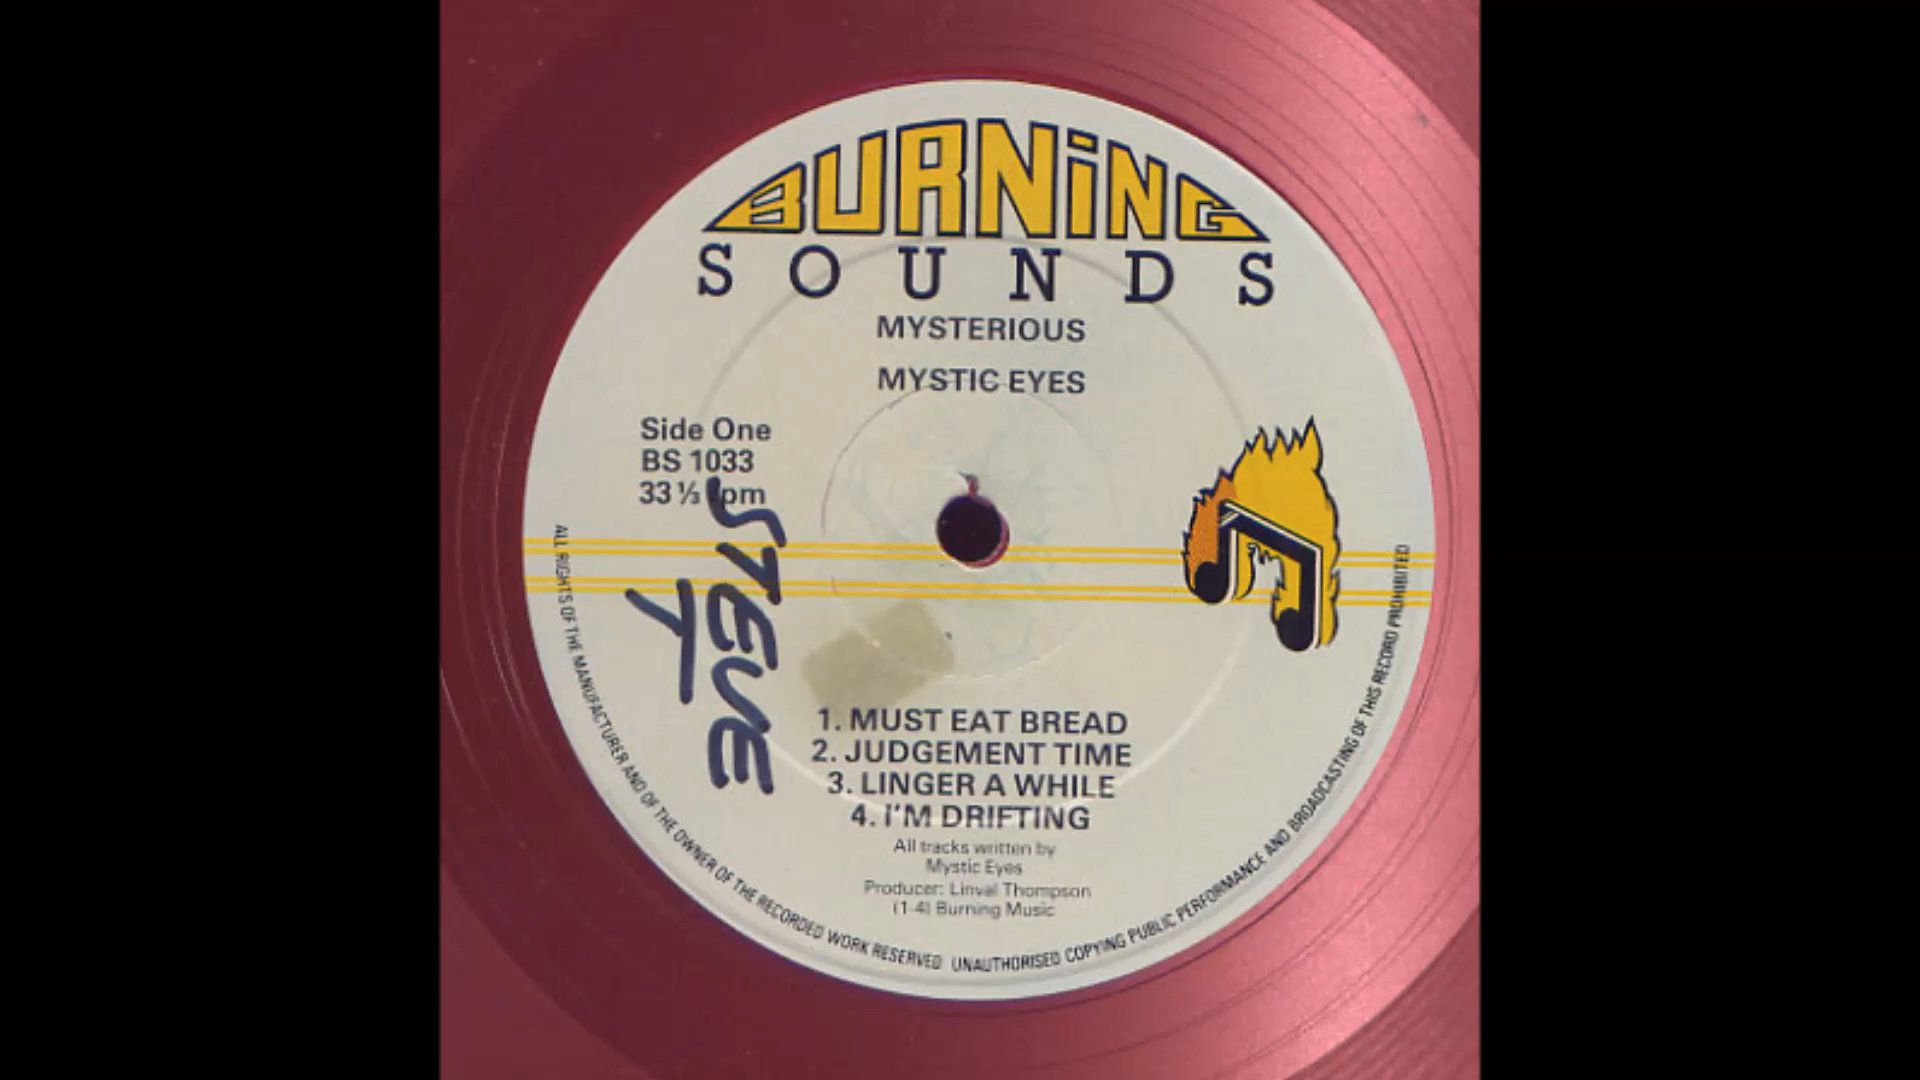 BURNiNG
SOUNDS
MYSTERIOUS
MYSTIC EYES
Side One
BS 1033
33 ⅓ rpm
STEVE
Y
1. MUST EAT BREAD
2. JUDGEMENT TIME
3. LINGER A WHILE
4. I'M DRIFTING
All tracks written by
Mystic Eyes
Producer: Linval Thompson
(1-4) Burning Music
ALL RIGHTS OF THE MANUFACTURER AND OF THE OWNER OF THE RECORDED WORK RESERVED UNAUTHORISED COPYING PUBLIC PERFORMANCE AND BROADCASTING OF THIS RECORD PROHIBITED